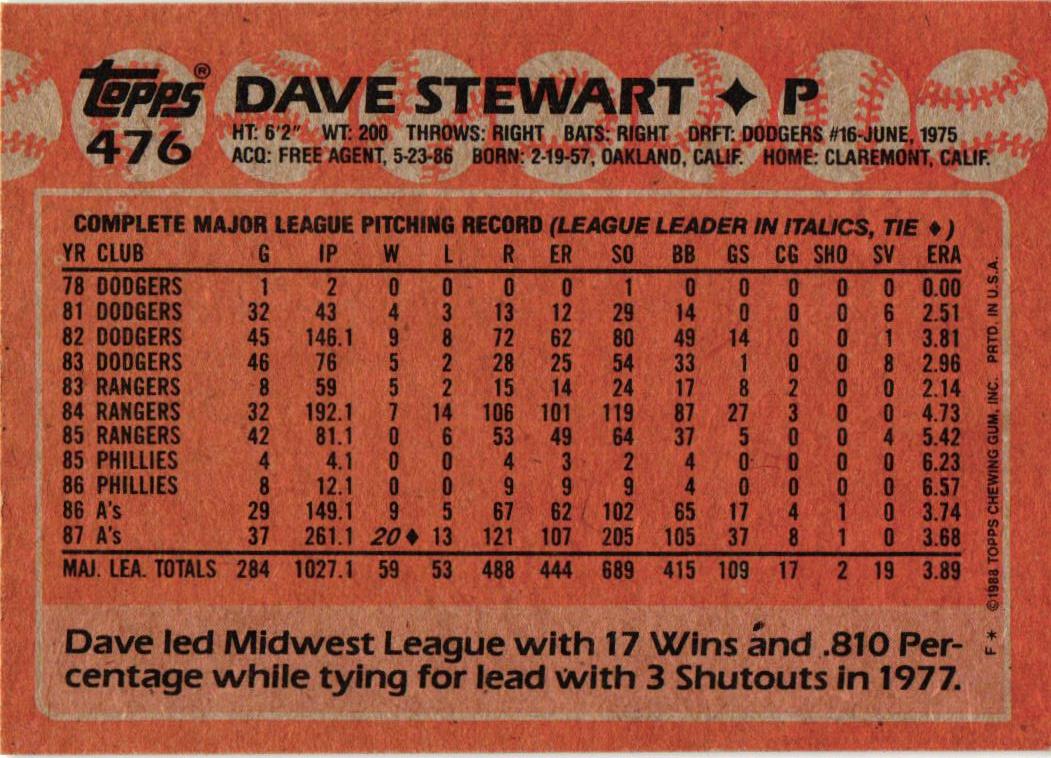 topps® DAVE STEWART ♦ P
476 HT: 6'2" WT: 200 THROWS: RIGHT BATS: RIGHT DRFT: DODGERS #16-JUNE, 1975
ACQ: FREE AGENT, 5-23-86 BORN: 2-19-57, OAKLAND, CALIF. HOME: CLAREMONT, CALIF.
COMPLETE MAJOR LEAGUE PITCHING RECORD (LEAGUE LEADER IN ITALICS, TIE ♦)
YR CLUB G IP W L R ER SO BB GS CG SHO SV ERA
78 DODGERS 1 2 0 0 0 0 1 0 0 0 0 0 0.00
81 DODGERS 32 43 4 3 13 12 29 14 0 0 0 6 2.51
82 DODGERS 45 146.1 9 8 72 62 80 49 14 0 0 1 3.81
83 DODGERS 46 76 5 2 28 25 54 33 1 0 0 8 2.96
83 RANGERS 8 59 5 2 15 14 24 17 8 2 0 0 2.14
84 RANGERS 32 192.1 7 14 106 101 119 87 27 3 0 0 4.73
85 RANGERS 42 81.1 0 6 53 49 64 37 5 0 0 4 5.42
85 PHILLIES 4 4.1 0 0 4 3 2 4 0 0 0 0 6.23
86 PHILLIES 8 12.1 0 0 9 9 9 4 0 0 0 0 6.57
86 A's 29 149.1 9 5 67 62 102 65 17 4 1 0 3.74
87 A's 37 261.1 20♦ 13 121 107 205 105 37 8 1 0 3.68
MAJ. LEA. TOTALS 284 1027.1 59 53 488 444 689 415 109 17 2 19 3.89
Dave led Midwest League with 17 Wins and .810 Per-
centage while tying for lead with 3 Shutouts in 1977.
F* ©1988 TOPPS CHEWING GUM, INC. PRTD. IN U.S.A.